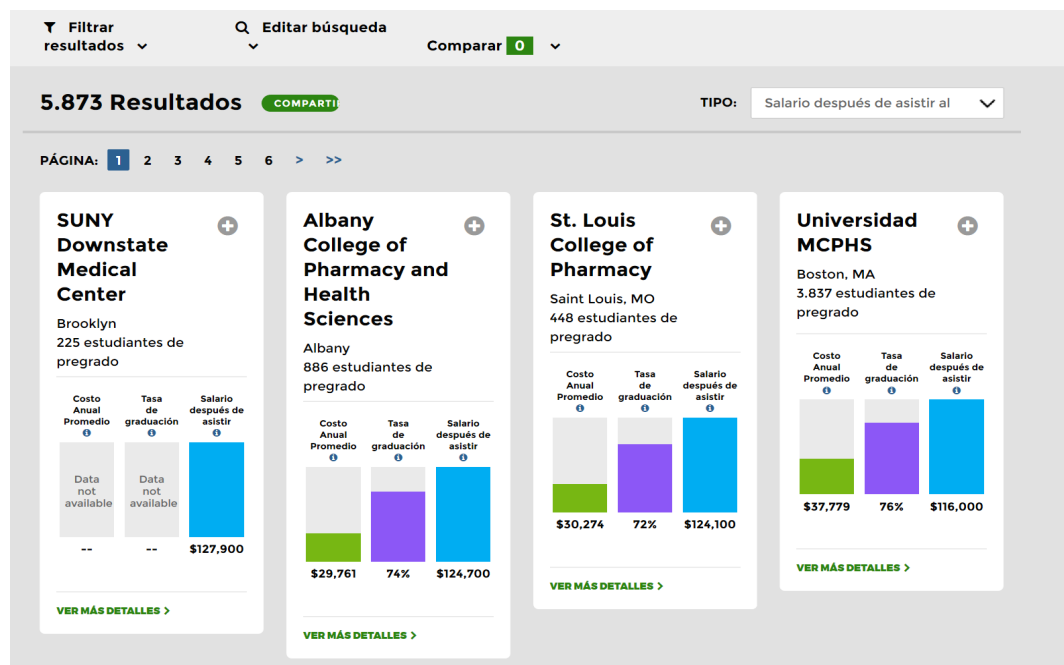 Filtrar
resultados
Editar búsqueda
Comparar 0
5.873 Resultados
COMPARTI
TIPO:
Salario después de asistir al
PÁGINA: 1 2 3 4 5 6 > >>
SUNY
Downstate
Medical
Center
Brooklyn
225 estudiantes de
pregrado
Costo
Anual
Promedio
Tasa
de
graduación
Salario
después de
asistir
Data
not
available
Data
not
available
-- -- $127,900
VER MÁS DETALLES >
Albany
College of
Pharmacy and
Health
Sciences
Albany
886 estudiantes de
pregrado
Costo
Anual
Promedio
Tasa
de
graduación
Salario
después de
asistir
$29,761 74% $124,700
VER MÁS DETALLES >
St. Louis
College of
Pharmacy
Saint Louis, MO
448 estudiantes de
pregrado
Costo
Anual
Promedio
Tasa
de
graduación
Salario
después de
asistir
$30,274 72% $124,100
VER MÁS DETALLES >
Universidad
MCPHS
Boston, MA
3.837 estudiantes de
pregrado
Costo
Anual
Promedio
Tasa
de
graduación
Salario
después de
asistir
$37,779 76% $116,000
VER MÁS DETALLES >